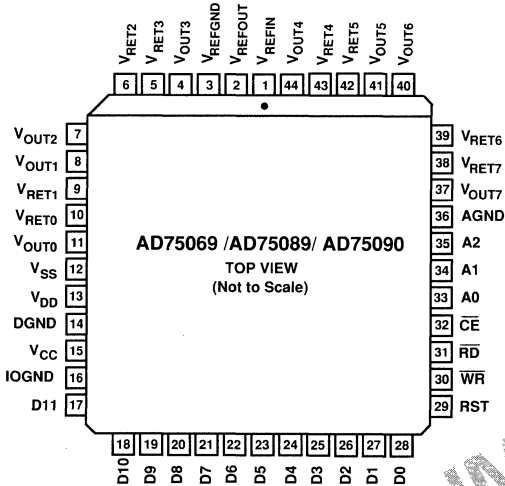 VRET2 VRET3 VOUT3 VREFGND VREFOUT VREFIN VOUT4 VRET4 VRET5 VOUT5 VOUT6
6 5 4 3 2 1 44 43 42 41 40
VOUT2 7
VOUT1 8
VRET1 9
VRET0 10
VOUT0 11
VSS 12
VDD 13
DGND 14
VCC 15
IOGND 16
D11 17
AD75069 /AD75089/ AD75090
TOP VIEW
(Not to Scale)
39 VRET6
38 VRET7
37 VOUT7
36 AGND
35 A2
34 A1
33 A0
32 C̅E̅
31 R̅D̅
30 W̅R̅
29 RST
18 19 20 21 22 23 24 25 26 27 28
D10 D9 D8 D7 D6 D5 D4 D3 D2 D1 D0